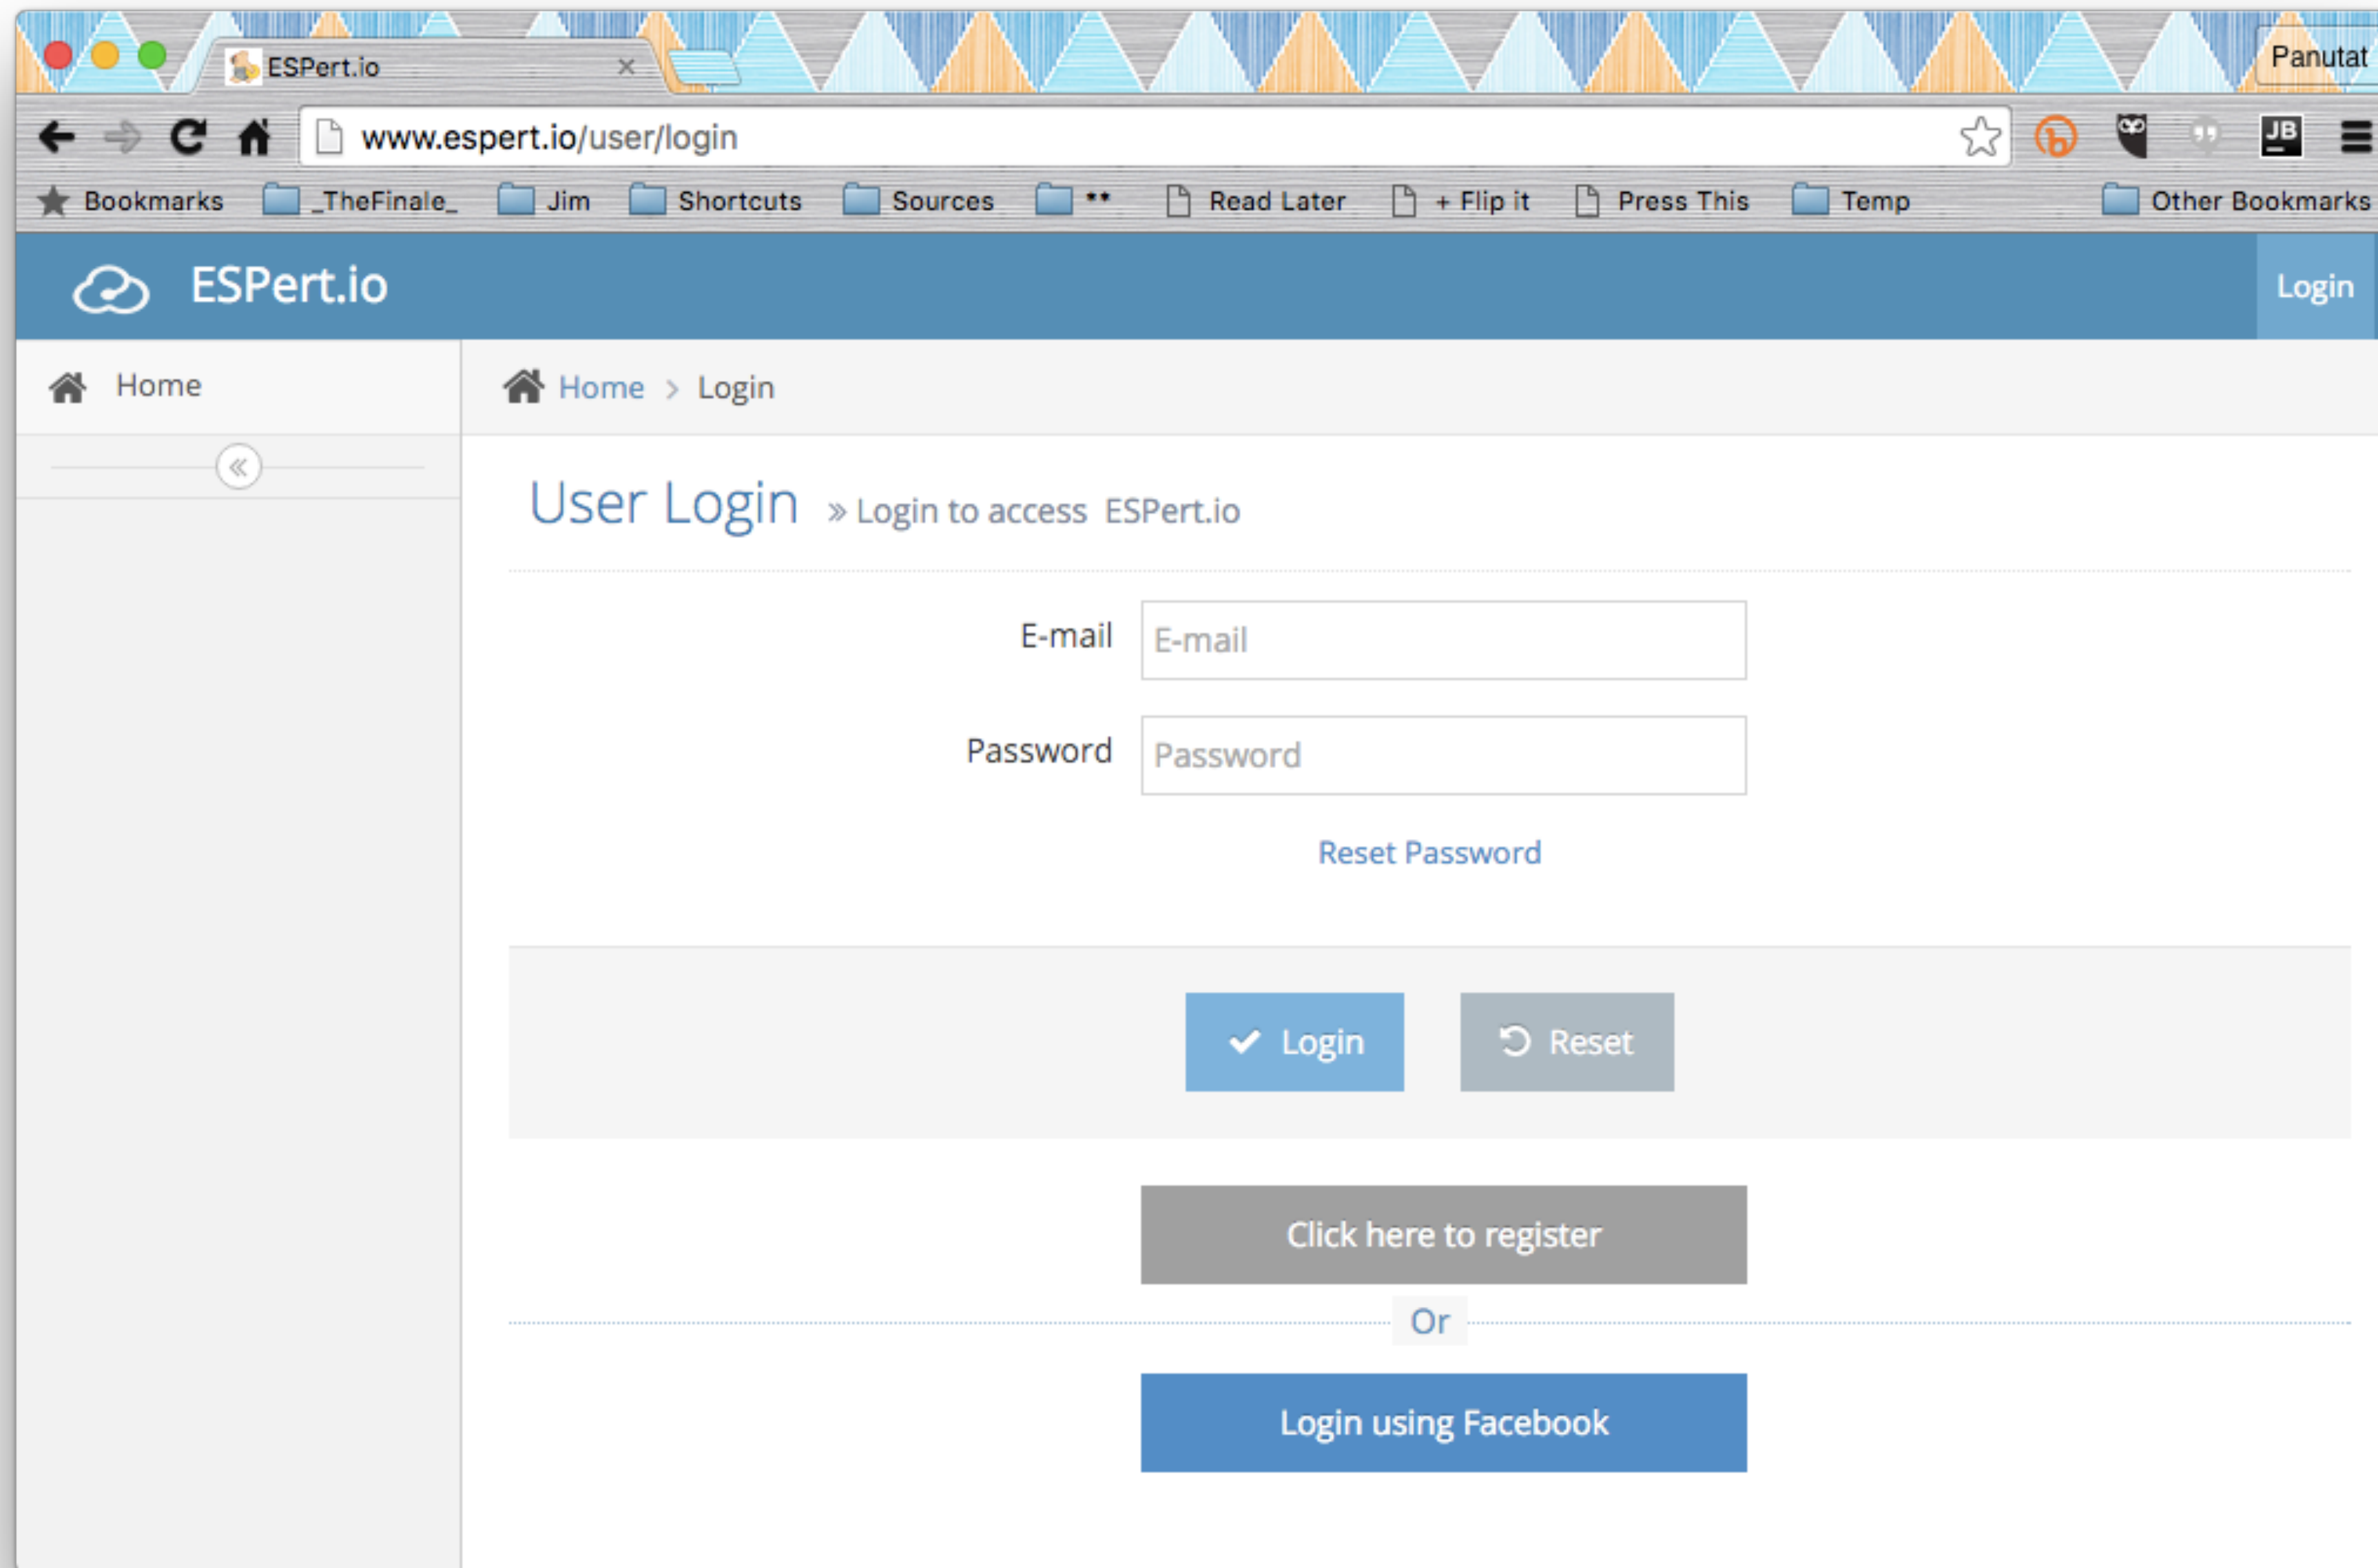 ESPert.io
Panutat
www.espert.io/user/login
JB
Bookmarks _TheFinale_ Jim Shortcuts Sources ** Read Later + Flip it Press This Temp Other Bookmarks
ESPert.io Login
Home
Home > Login
User Login » Login to access ESPert.io
E-mail E-mail
Password Password
Reset Password
Login Reset
Click here to register
Or
Login using Facebook